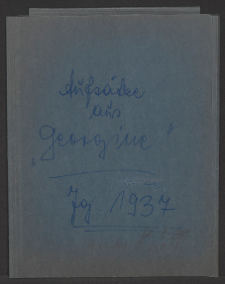 Aufsätze
aus
„Georgine"
Jg. 1937